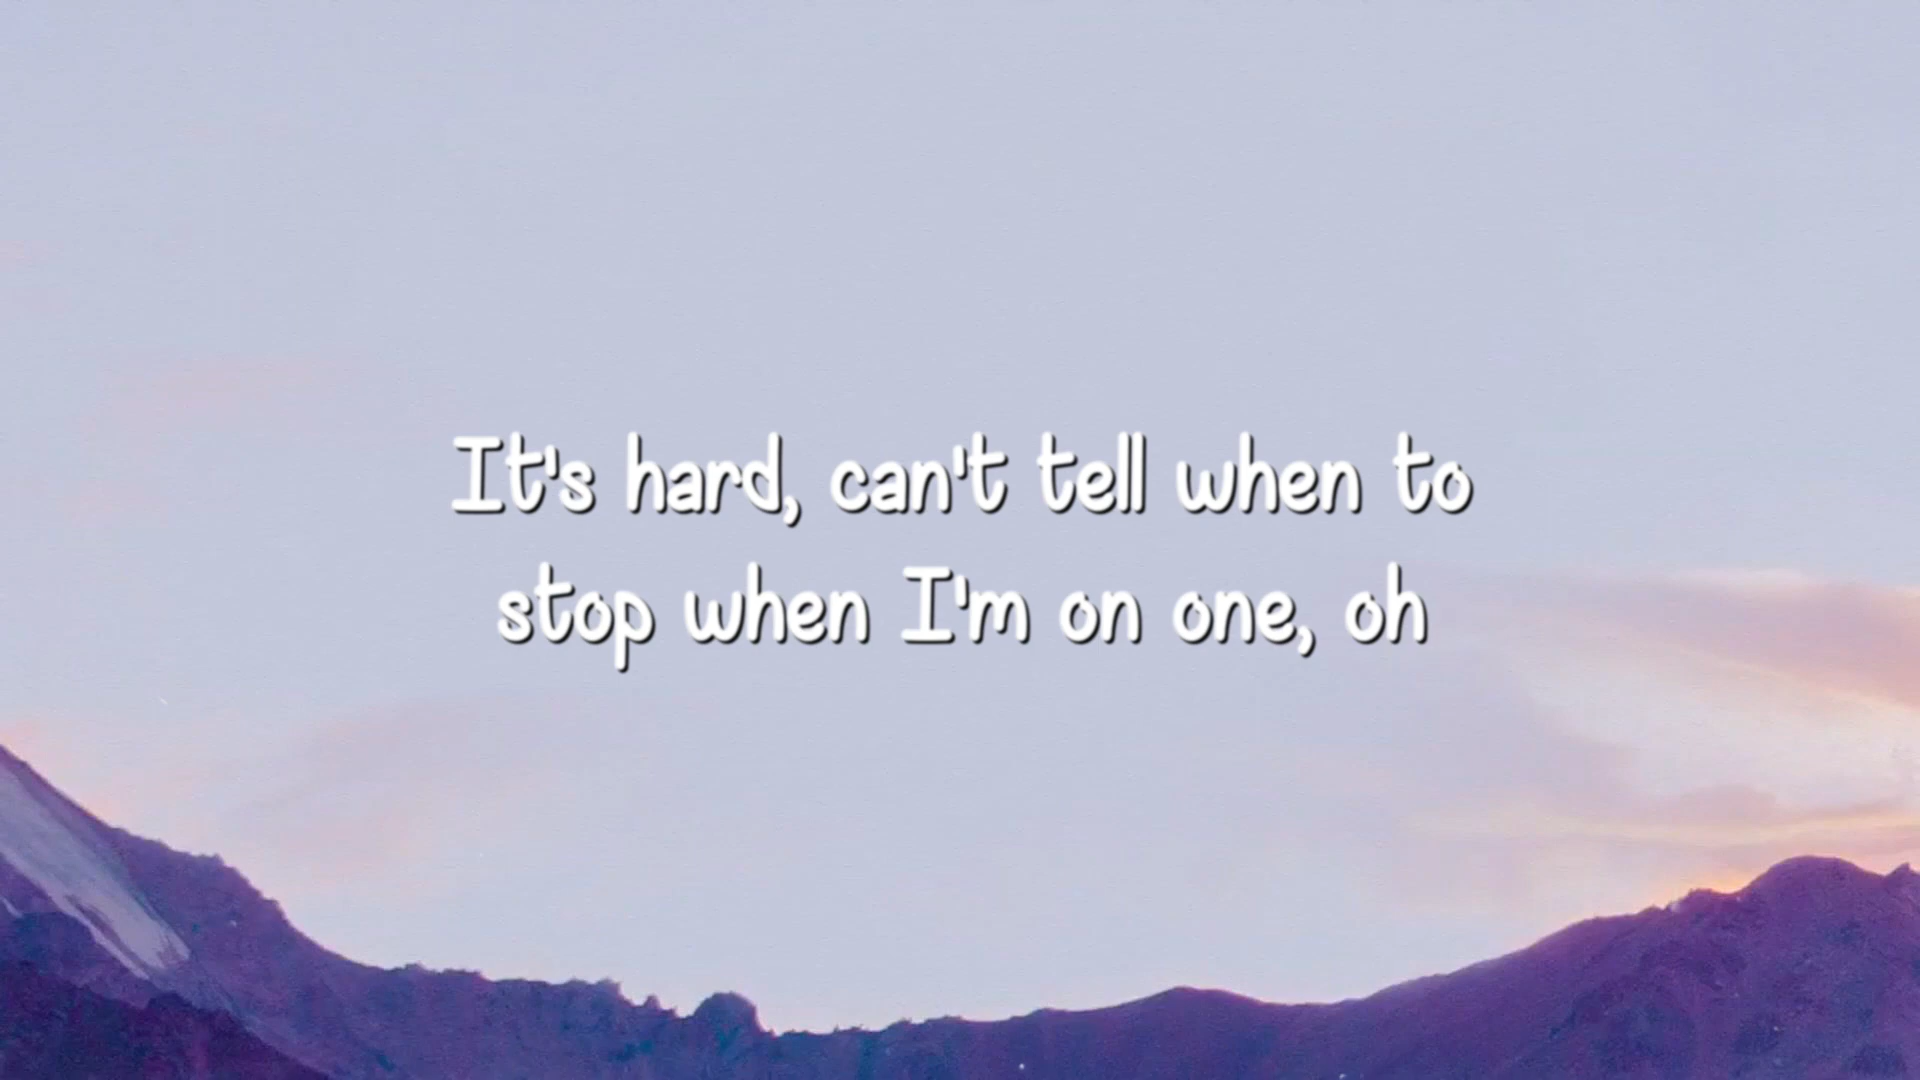 It's hard, can't tell when to
stop when I'm on one, oh